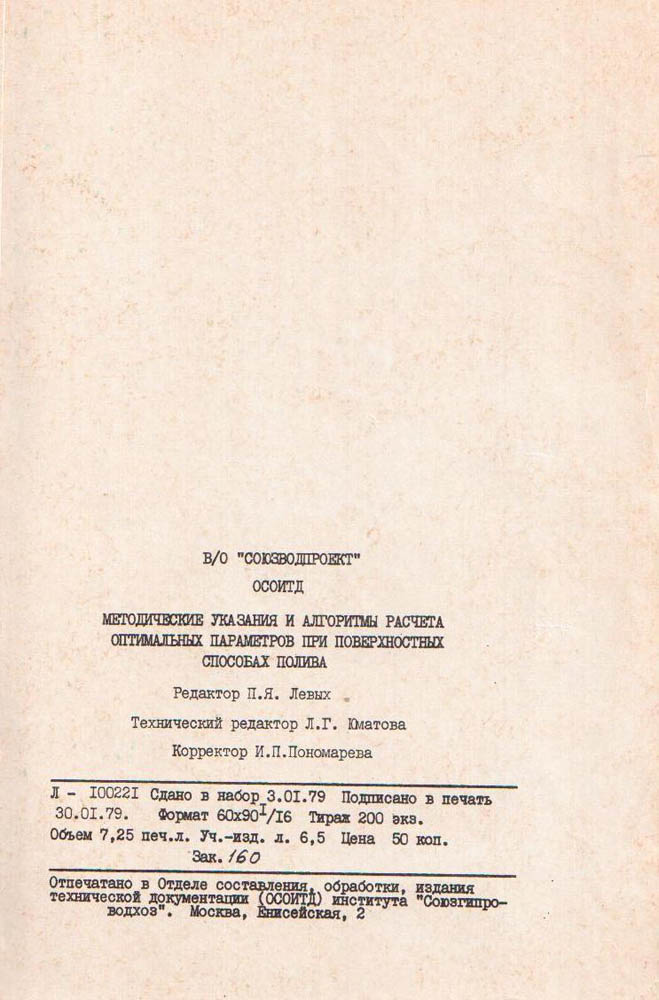 В/О "СОЮЗВОДПРОЕКТ"
ОСОИТД
МЕТОДИЧЕСКИЕ УКАЗАНИЯ И АЛГОРИТМЫ РАСЧЕТА
ОПТИМАЛЬНЫХ ПАРАМЕТРОВ ПРИ ПОВЕРХНОСТНЫХ
СПОСОБАХ ПОЛИВА
Редактор П.Я. Левых
Технический редактор Л.Г. Юматова
Корректор И.П.Пономарева
Л - I0022I Сдано в набор 3.0I.79 Подписано в печать
30.0I.79. Формат 60х90^I/I6 Тираж 200 экз.
Объем 7,25 печ.л. Уч.-изд. л. 6,5 Цена 50 коп.
Зак. 160
Отпечатано в Отделе составления, обработки, издания
технической документации (ОСОИТД) института "Союзгипро-
водхоз". Москва, Енисейская, 2